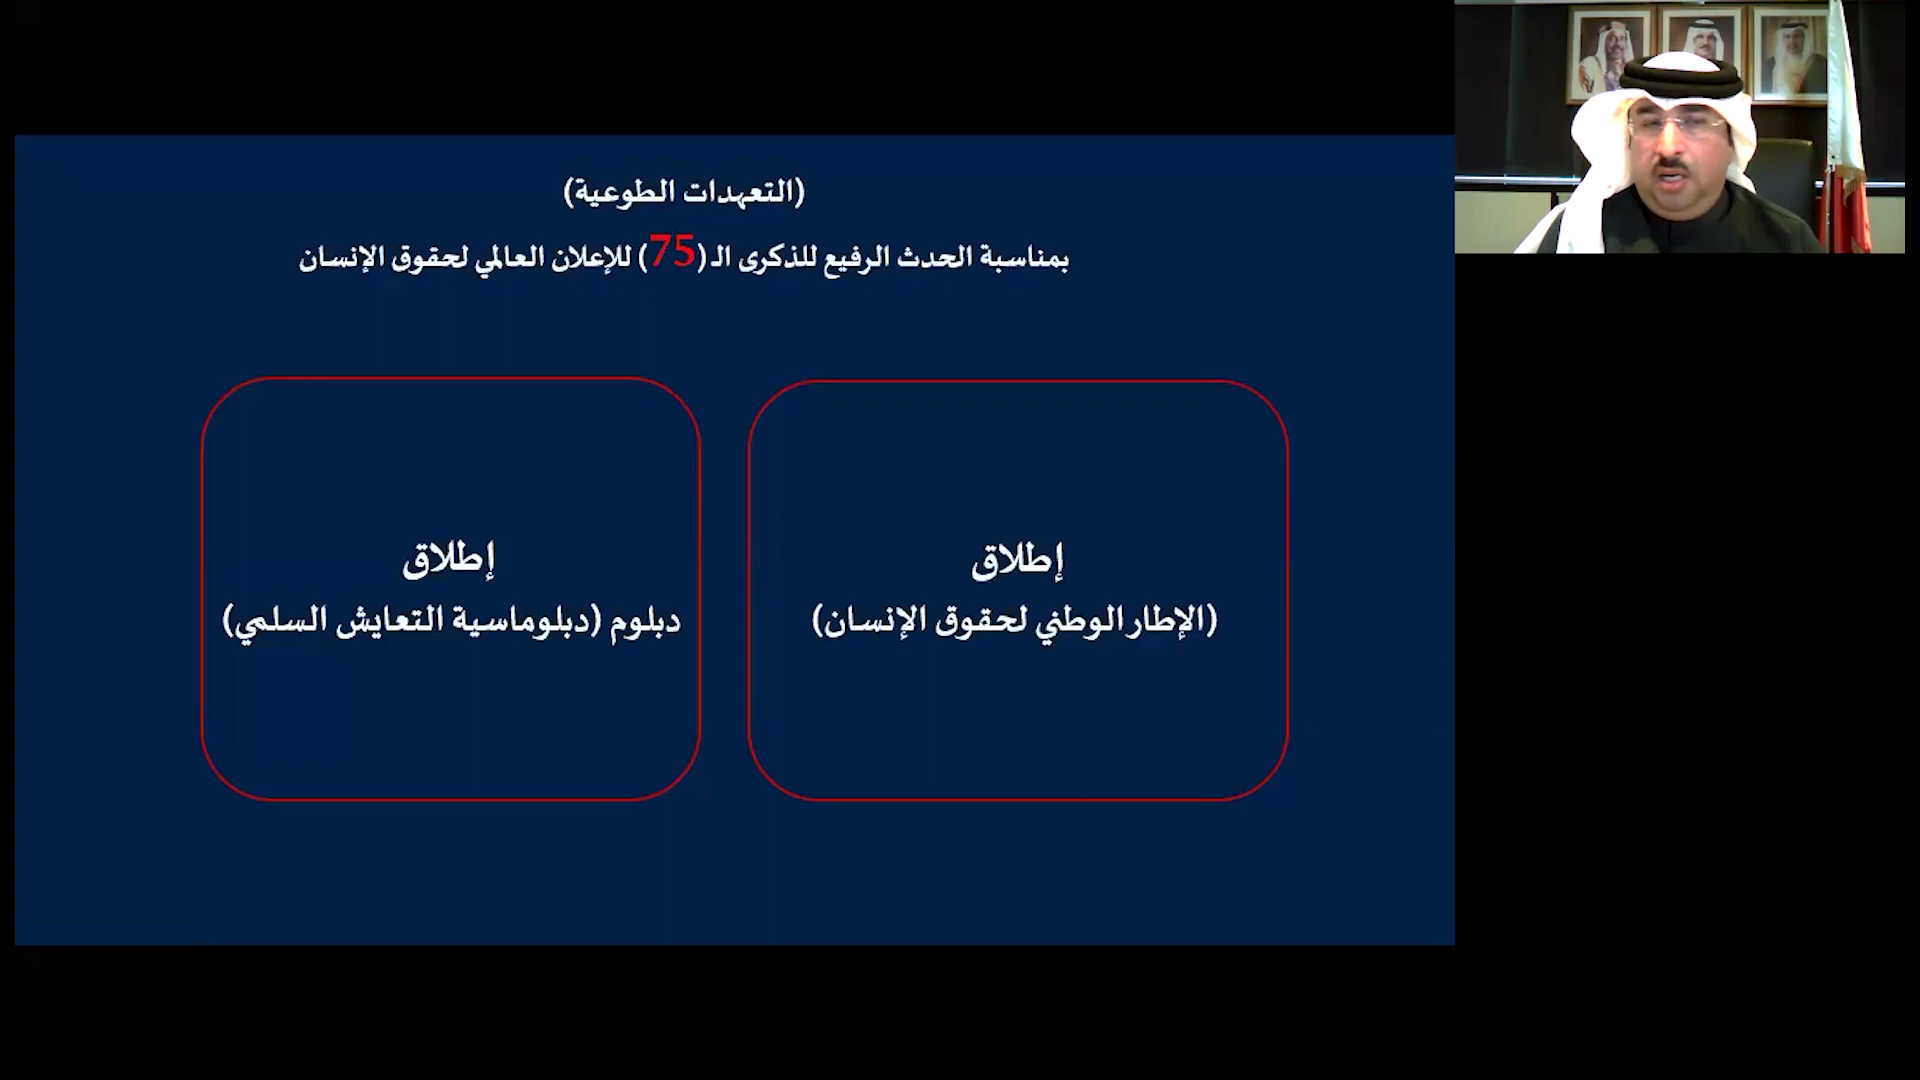 (التعهدات الطوعية)
بمناسبة الحدث الرفيع للذكرى الـ (75) للإعلان العالمي لحقوق الإنسان
إطلاق
(الإطار الوطني لحقوق الإنسان)
إطلاق
دبلوم (دبلوماسية التعايش السلمي)